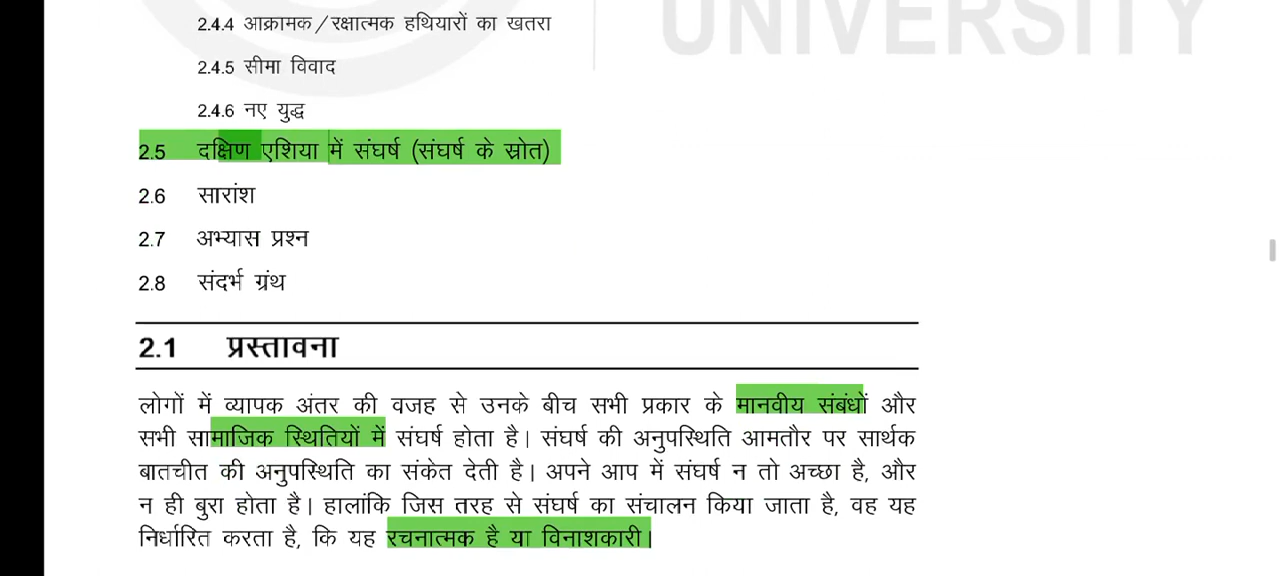 UNIVERSITY
2.4.4 आक्रामक/रक्षात्मक हथियारों का खतरा
2.4.5 सीमा विवाद
2.4.6 नए युद्ध
2.5 दक्षिण एशिया में संघर्ष (संघर्ष के स्रोत)
2.6 सारांश
2.7 अभ्यास प्रश्न
2.8 संदर्भ ग्रंथ
2.1 प्रस्तावना
लोगों में व्यापक अंतर की वजह से उनके बीच सभी प्रकार के मानवीय संबंधों और
सभी सामाजिक स्थितियों में संघर्ष होता है। संघर्ष की अनुपस्थिति आमतौर पर सार्थक
बातचीत की अनुपस्थिति का संकेत देती है। अपने आप में संघर्ष न तो अच्छा है, और
न ही बुरा होता है। हालांकि जिस तरह से संघर्ष का संचालन किया जाता है, वह यह
निर्धारित करता है, कि यह रचनात्मक है या विनाशकारी।